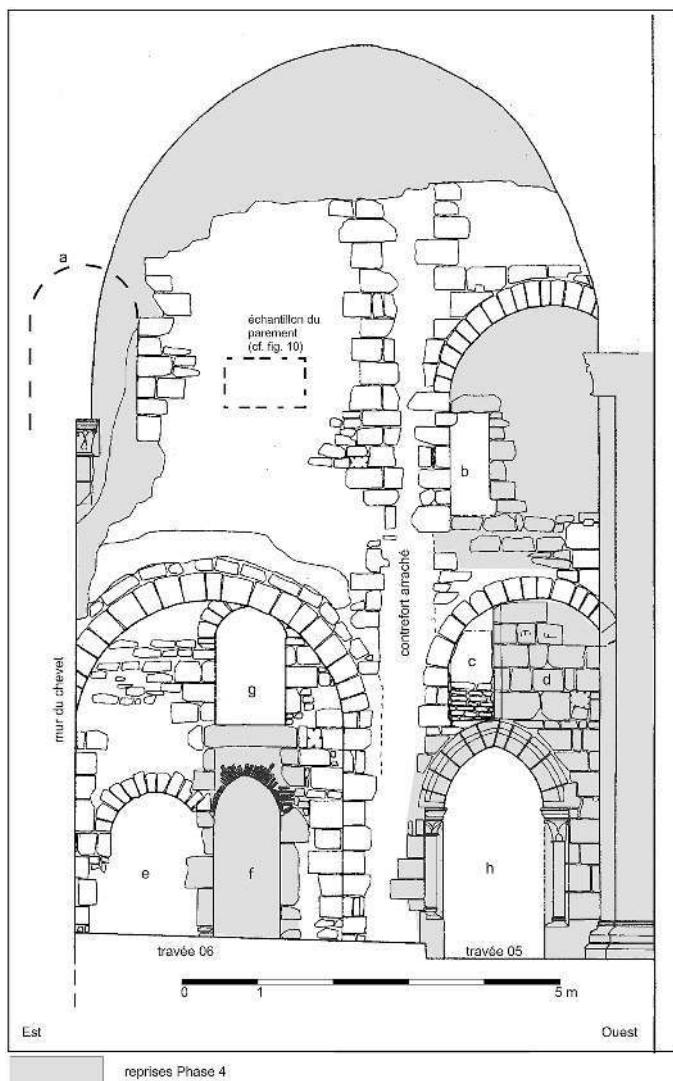 a
échantillon du
parement
(cf. fig. 10)
b
mur du chevet
contrefort arraché
c
d
g
e
f
h
travée 06
travée 05
0
1
5 m
Est
Ouest
reprises Phase 4